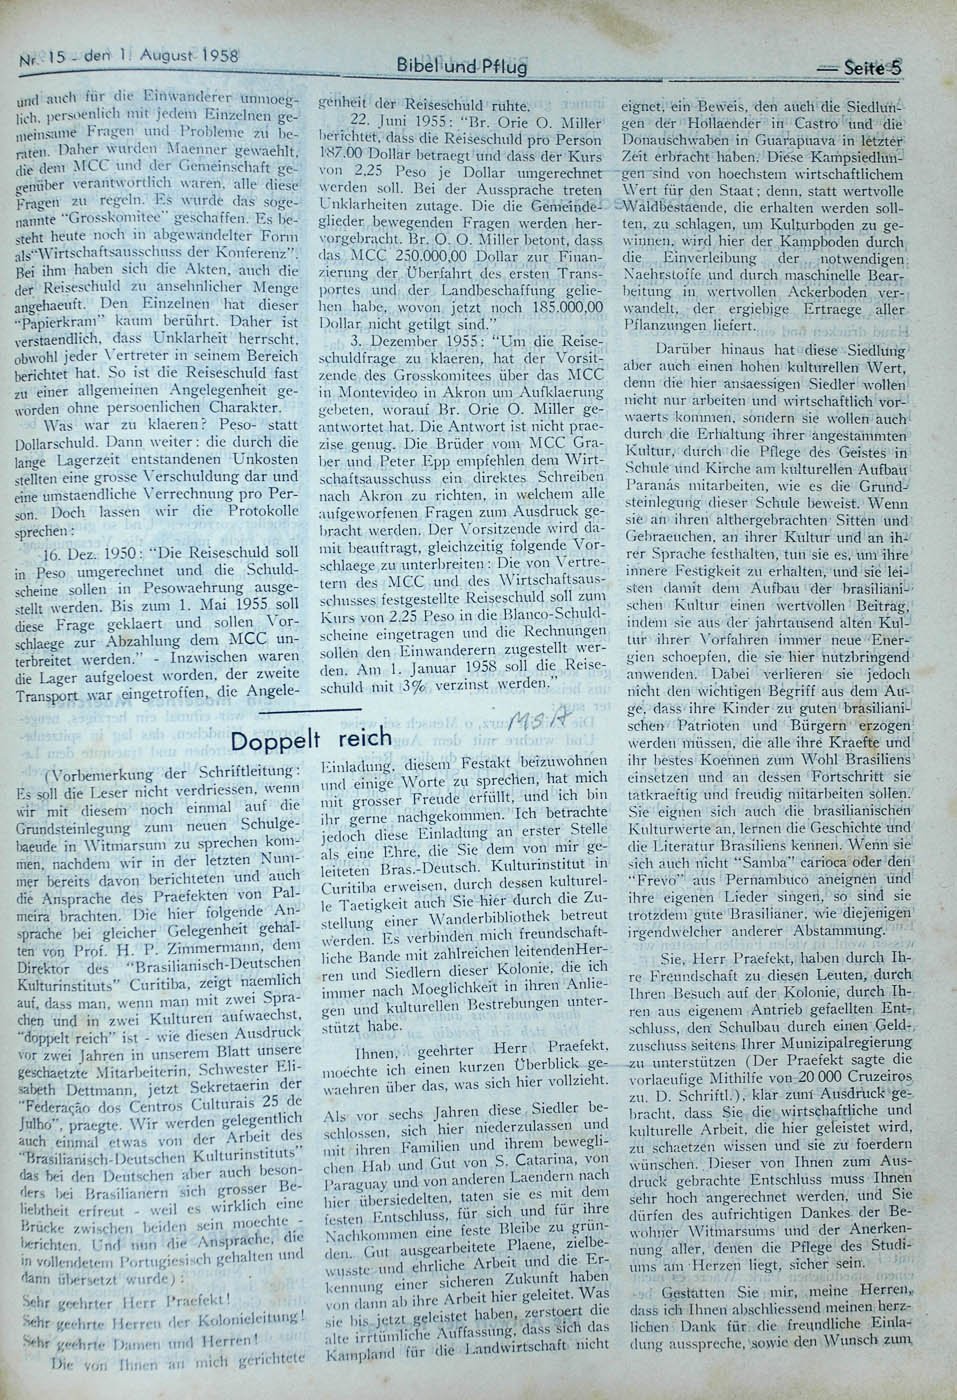 Nr. 15 - den 1. August 1958
Bibel und Pflug
— Seite 5
und auch für die Einwanderer unmoeg-
lich, persoenlich mit jedem Einzelnen ge-
meinsame Fragen und Probleme zu be-
raten. Daher wurden Maenner gewaehlt,
die dem MCC und der Gemeinschaft ge-
genüber verantwortlich waren, alle diese
Fragen zu regeln. Es wurde das soge-
nannte "Grosskomitee" geschaffen. Es be-
steht heute noch in abgewandelter Form
als"Wirtschaftsausschuss der Konferenz".
Bei ihm haben sich die Akten, auch die
der Reiseschuld zu ansehnlicher Menge
angehaeuft. Den Einzelnen hat dieser
"Papierkram" kaum berührt. Daher ist
verstaendlich, dass Unklarheit herrscht,
obwohl jeder Vertreter in seinem Bereich
berichtet hat. So ist die Reiseschuld fast
zu einer allgemeinen Angelegenheit ge-
worden ohne persoenlichen Charakter.
Was war zu klaeren? Peso- statt
Dollarschuld. Dann weiter: die durch die
lange Lagerzeit entstandenen Unkosten
stellten eine grosse Verschuldung dar und
eine umstaendliche Verrechnung pro Per-
son. Doch lassen wir die Protokolle
sprechen:
16. Dez. 1950: "Die Reiseschuld soll
in Peso umgerechnet und die Schuld-
scheine sollen in Pesowaehrung ausge-
stellt werden. Bis zum 1. Mai 1955 soll
diese Frage geklaert und sollen Vor-
schlaege zur Abzahlung dem MCC un-
terbreitet werden." - Inzwischen waren
die Lager aufgeloest worden, der zweite
Transport war eingetroffen, die Angele-
genheit der Reiseschuld ruhte.
22. Juni 1955: "Br. Orie O. Miller
berichtet, dass die Reiseschuld pro Person
187.00 Dollar betraegt und dass der Kurs
von 2,25 Peso je Dollar umgerechnet
werden soll. Bei der Aussprache treten
Unklarheiten zutage. Die die Gemeinde-
glieder bewegenden Fragen werden her-
vorgebracht. Br. O. O. Miller betont, dass
das MCC 250.000,00 Dollar zur Finan-
zierung der Überfahrt des ersten Trans-
portes und der Landbeschaffung gelie-
hen habe, wovon jetzt noch 185.000,00
Dollar nicht getilgt sind."
3. Dezember 1955: "Um die Reise-
schuldfrage zu klaeren, hat der Vorsit-
zende des Grosskomitees über das MCC
in Montevideo in Akron um Aufklaerung
gebeten, worauf Br. Orie O. Miller ge-
antwortet hat. Die Antwort ist nicht prae-
zise genug. Die Brüder vom MCC Gra-
ber und Peter Epp empfehlen dem Wirt-
schaftsausschuss ein direktes Schreiben
nach Akron zu richten, in welchem alle
aufgeworfenen Fragen zum Ausdruck ge-
bracht werden. Der Vorsitzende wird da-
mit beauftragt, gleichzeitig folgende Vor-
schlaege zu unterbreiten: Die von Vertre-
tern des MCC und des Wirtschaftsaus-
schusses festgestellte Reiseschuld soll zum
Kurs von 2.25 Peso in die Blanco-Schuld-
scheine eingetragen und die Rechnungen
sollen den Einwanderern zugestellt wer-
den. Am 1. Januar 1958 soll die Reise-
schuld mit 3% verzinst werden."
MSA
Doppelt reich
(Vorbemerkung der Schriftleitung:
Es soll die Leser nicht verdriessen, wenn
wir mit diesem noch einmal auf die
Grundsteinlegung zum neuen Schulge-
baeude in Witmarsum zu sprechen kom-
men, nachdem wir in der letzten Num-
mer bereits davon berichteten und auch
die Ansprache des Praefekten von Pal-
meira brachten. Die hier folgende An-
sprache bei gleicher Gelegenheit gehal-
ten von Prof. H. P. Zimmermann, dem
Direktor des "Brasilianisch-Deutschen
Kulturinstituts" Curitiba, zeigt naemlich
auf, dass man, wenn man mit zwei Spra-
chen und in zwei Kulturen aufwaechst,
"doppelt reich" ist - wie diesen Ausdruck
vor zwei Jahren in unserem Blatt unsere
geschaetzte Mitarbeiterin, Schwester Eli-
sabeth Dettmann, jetzt Sekretaerin der
"Federação dos Centros Culturais 25 de
Julho", praegte. Wir werden gelegentlich
auch einmal etwas von der Arbeit des
"Brasilianisch-Deutschen Kulturinstituts"
das bei den Deutschen aber auch beson-
ders bei Brasilianern sich grosser Be-
liebtheit erfreut - weil es wirklich eine
Brücke zwischen beiden sein moechte -
berichten. Und nun die Ansprache, die
in vollendetem Portugiesisch gehalten und
dann übersetzt wurde):
Sehr geehrter Herr Praefekt!
Sehr geehrte Herren der Kolonieleitung!
Sehr geehrte Damen und Herren!
Die von Ihnen an mich gerichtete
Einladung, diesem Festakt beizuwohnen
und einige Worte zu sprechen, hat mich
mit grosser Freude erfüllt, und ich bin
ihr gerne nachgekommen. Ich betrachte
jedoch diese Einladung an erster Stelle
als eine Ehre, die Sie dem von mir ge-
leiteten Bras.-Deutsch. Kulturinstitut in
Curitiba erweisen, durch dessen kulturel-
le Taetigkeit auch Sie hier durch die Zu-
stellung einer Wanderbibliothek betreut
werden. Es verbinden mich freundschaft-
liche Bande mit zahlreichen leitendenHer-
ren und Siedlern dieser Kolonie, die ich
immer nach Moeglichkeit in ihren Anlie-
gen und kulturellen Bestrebungen unter-
stützt habe.
Ihnen, geehrter Herr Praefekt,
moechte ich einen kurzen Überblick ge-
waehren über das, was sich hier vollzieht.
Als vor sechs Jahren diese Siedler be-
schlossen, sich hier niederzulassen und
mit ihren Familien und ihrem bewegli-
chen Hab und Gut von S. Catarina, von
Paraguay und von anderen Laendern nach
hier übersiedelten, taten sie es mit dem
festen Entschluss, für sich und für ihre
Nachkommen eine feste Bleibe zu grün-
den. Gut ausgearbeitete Plaene, zielbe-
wusste und ehrliche Arbeit und die Er-
kennung einer sicheren Zukunft haben
von dann ab ihre Arbeit hier geleitet. Was
sie bis jetzt geleistet haben, zerstoert die
alte irrtümliche Auffassung, dass sich das
Kampland für die Landwirtschaft nicht
eignet, ein Beweis, den auch die Siedlun-
gen der Hollaender in Castro und die
Donauschwaben in Guarapuava in letzter
Zeit erbracht haben. Diese Kampsiedlun-
gen sind von hoechstem wirtschaftlichem
Wert für den Staat; denn, statt wertvolle
Waldbestaende, die erhalten werden soll-
ten, zu schlagen, um Kulturboden zu ge-
winnen, wird hier der Kampboden durch
die Einverleibung der notwendigen
Naehrstoffe und durch maschinelle Bear-
beitung in wertvollen Ackerboden ver-
wandelt, der ergiebige Ertraege aller
Pflanzungen liefert.
Darüber hinaus hat diese Siedlung
aber auch einen hohen kulturellen Wert,
denn die hier ansaessigen Siedler wollen
nicht nur arbeiten und wirtschaftlich vor-
waerts kommen, sondern sie wollen auch
durch die Erhaltung ihrer angestammten
Kultur, durch die Pflege des Geistes in
Schule und Kirche am kulturellen Aufbau
Paranás mitarbeiten, wie es die Grund-
steinlegung dieser Schule beweist. Wenn
sie an ihren althergebrachten Sitten und
Gebraeuchen, an ihrer Kultur und an ih-
rer Sprache festhalten, tun sie es, um ihre
innere Festigkeit zu erhalten, und sie lei-
sten damit dem Aufbau der brasiliani-
schen Kultur einen wertvollen Beitrag,
indem sie aus der jahrtausend alten Kul-
tur ihrer Vorfahren immer neue Ener-
gien schoepfen, die sie hier nutzbringend
anwenden. Dabei verlieren sie jedoch
nicht den wichtigen Begriff aus dem Au-
ge, dass ihre Kinder zu guten brasiliani-
schen Patrioten und Bürgern erzogen
werden müssen, die alle ihre Kraefte und
ihr bestes Koennen zum Wohl Brasiliens
einsetzen und an dessen Fortschritt sie
tatkraeftig und freudig mitarbeiten sollen.
Sie eignen sich auch die brasilianischen
Kulturwerte an, lernen die Geschichte und
die Literatur Brasiliens kennen. Wenn sie
sich auch nicht "Samba" carioca oder den
"Frevo" aus Pernambuco aneignen und
ihre eigenen Lieder singen, so sind sie
trotzdem gute Brasilianer, wie diejenigen
irgendwelcher anderer Abstammung.
Sie, Herr Praefekt, haben durch Ih-
re Freundschaft zu diesen Leuten, durch
Ihren Besuch auf der Kolonie, durch Ih-
ren aus eigenem Antrieb gefaellten Ent-
schluss, den Schulbau durch einen Geld-
zuschuss seitens Ihrer Munizipalregierung
zu unterstützen (Der Praefekt sagte die
vorlaeufige Mithilfe von 20 000 Cruzeiros
zu. D. Schriftl.), klar zum Ausdruck ge-
bracht, dass Sie die wirtschaftliche und
kulturelle Arbeit, die hier geleistet wird,
zu schaetzen wissen und sie zu foerdern
wünschen. Dieser von Ihnen zum Aus-
druck gebrachte Entschluss muss Ihnen
sehr hoch angerechnet werden, und Sie
dürfen des aufrichtigen Dankes der Be-
wohner Witmarsums und der Anerken-
nung aller, denen die Pflege des Studi-
ums am Herzen liegt, sicher sein.
Gestatten Sie mir, meine Herren,
dass ich Ihnen abschliessend meinen herz-
lichen Dank für die freundliche Einla-
dung ausspreche, sowie den Wunsch zum